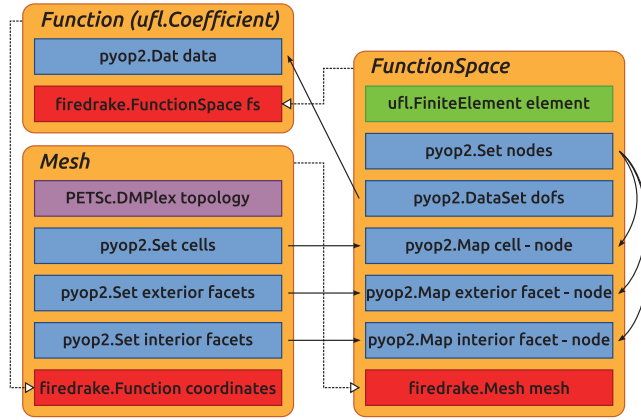 Function (ufl.Coefficient)
pyop2.Dat data
firedrake.FunctionSpace fs
Mesh
PETSc.DMPlex topology
pyop2.Set cells
pyop2.Set exterior facets
pyop2.Set interior facets
firedrake.Function coordinates
FunctionSpace
ufl.FiniteElement element
pyop2.Set nodes
pyop2.DataSet dofs
pyop2.Map cell - node
pyop2.Map exterior facet - node
pyop2.Map interior facet - node
firedrake.Mesh mesh